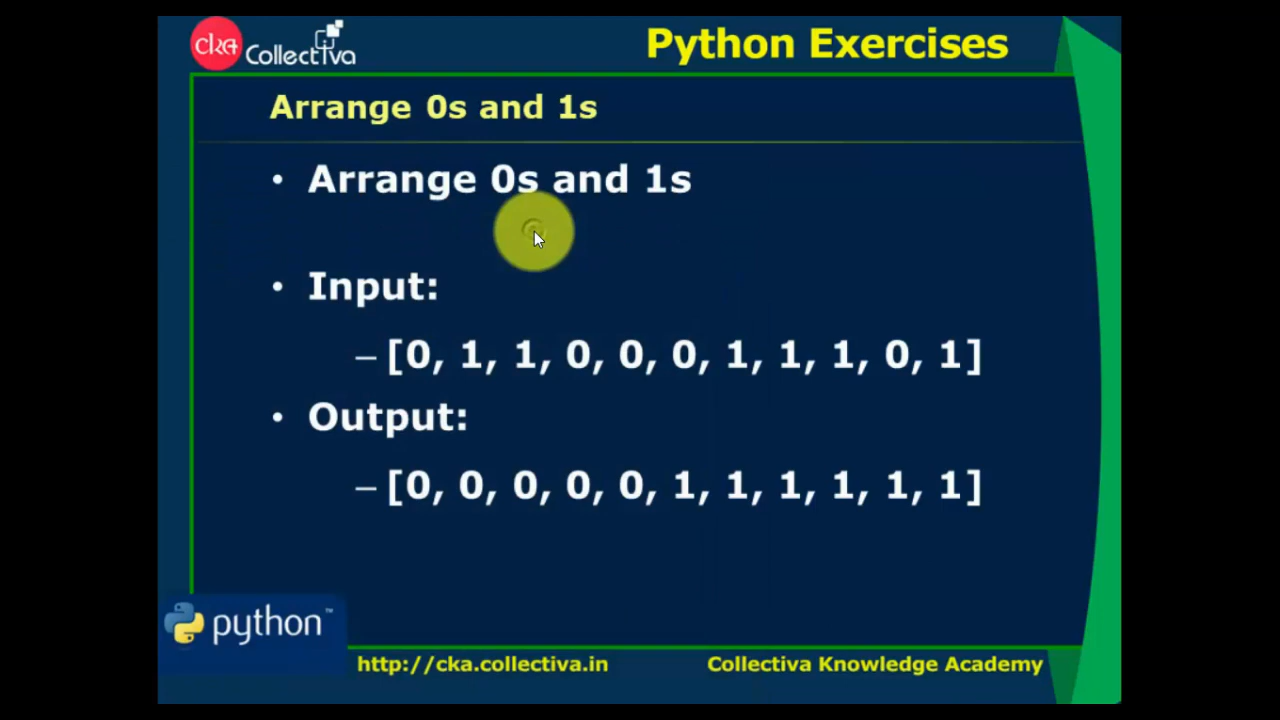 cka Collectiva
Python Exercises
Arrange 0s and 1s
• Arrange 0s and 1s
• Input:
– [0, 1, 1, 0, 0, 0, 1, 1, 1, 0, 1]
• Output:
– [0, 0, 0, 0, 0, 1, 1, 1, 1, 1, 1]
python™
http://cka.collectiva.in
Collectiva Knowledge Academy